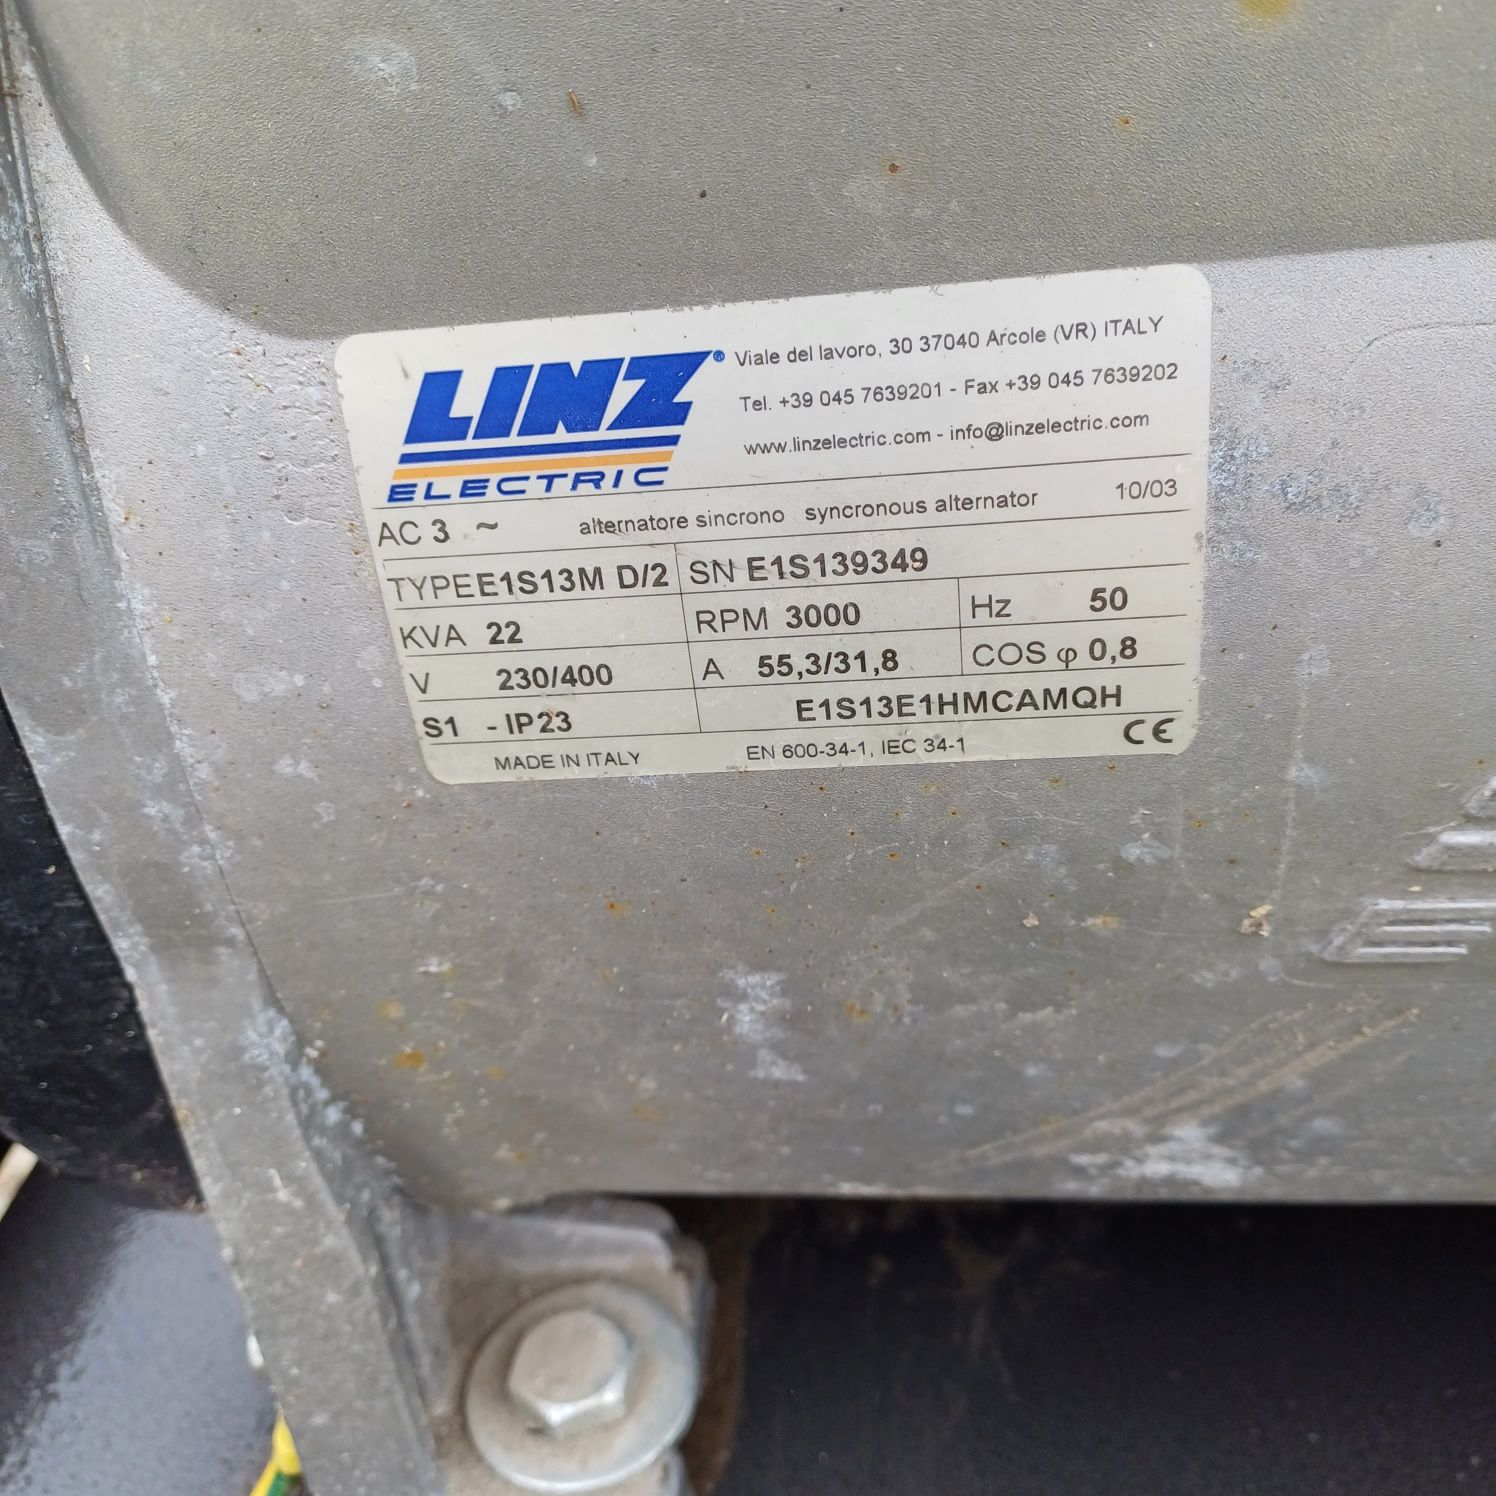 LINZ®
ELECTRIC
Viale del lavoro, 30 37040 Arcole (VR) ITALY
Tel. +39 045 7639201 - Fax +39 045 7639202
www.linzelectric.com - info@linzelectric.com
AC 3 ~ alternatore sincrono syncronous alternator 10/03
TYPE E1S13M D/2 SN E1S139349
KVA 22 RPM 3000 Hz 50
V 230/400 A 55,3/31,8 COS φ 0,8
S1 - IP23 E1S13E1HMCAMQH
MADE IN ITALY EN 600-34-1, IEC 34-1 CE